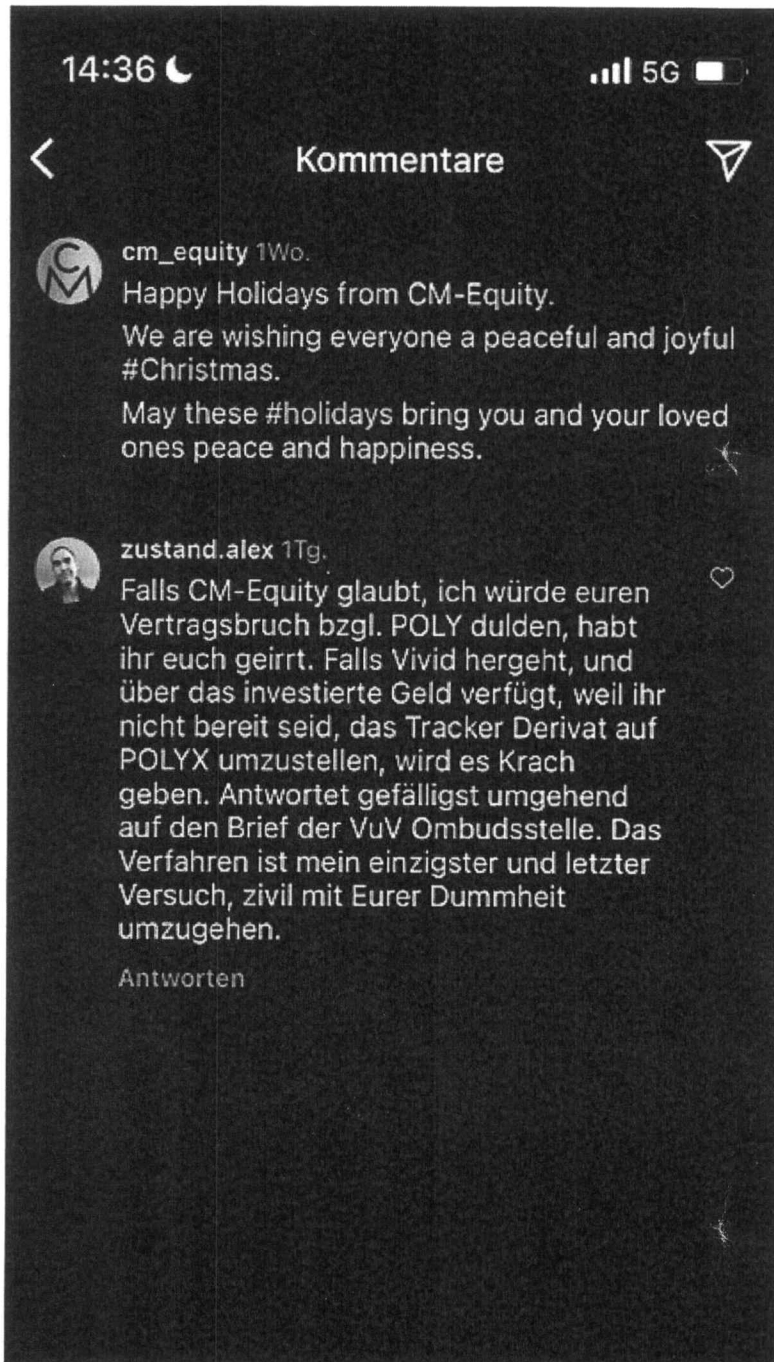 14:36
5G
Kommentare
CM
cm_equity 1Wo.
Happy Holidays from CM-Equity.
We are wishing everyone a peaceful and joyful
#Christmas.
May these #holidays bring you and your loved
ones peace and happiness.
zustand.alex 1Tg.
Falls CM-Equity glaubt, ich würde euren
Vertragsbruch bzgl. POLY dulden, habt
ihr euch geirrt. Falls Vivid hergeht, und
über das investierte Geld verfügt, weil ihr
nicht bereit seid, das Tracker Derivat auf
POLYX umzustellen, wird es Krach
geben. Antwortet gefälligst umgehend
auf den Brief der VuV Ombudsstelle. Das
Verfahren ist mein einzigster und letzter
Versuch, zivil mit Eurer Dummheit
umzugehen.
Antworten